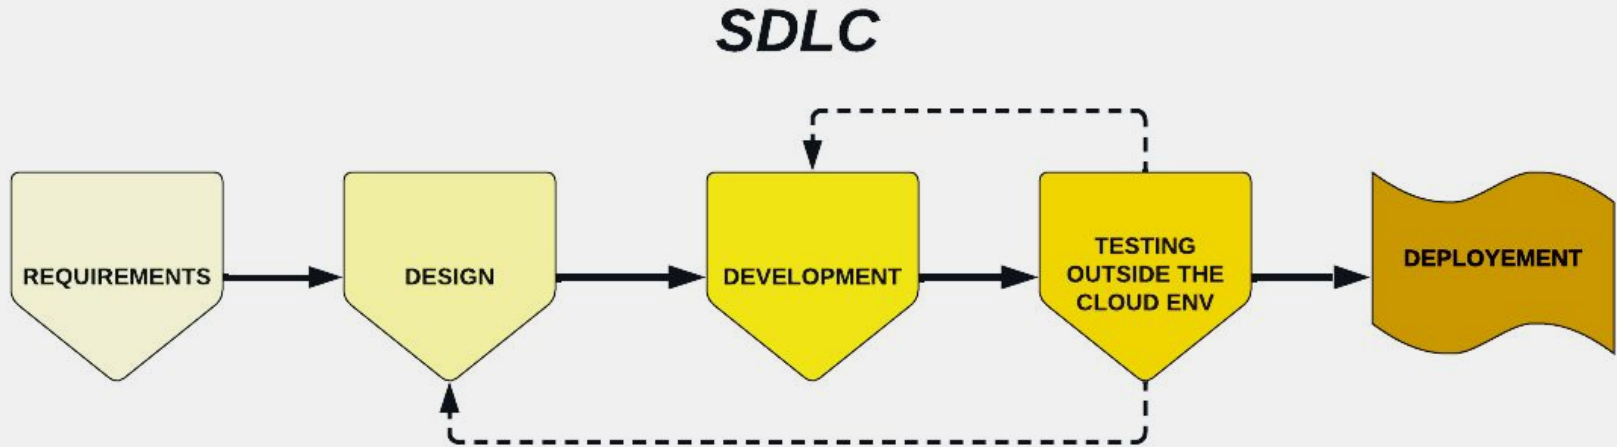 SDLC
REQUIREMENTS
DESIGN
DEVELOPMENT
TESTING
OUTSIDE THE
CLOUD ENV
DEPLOYEMENT